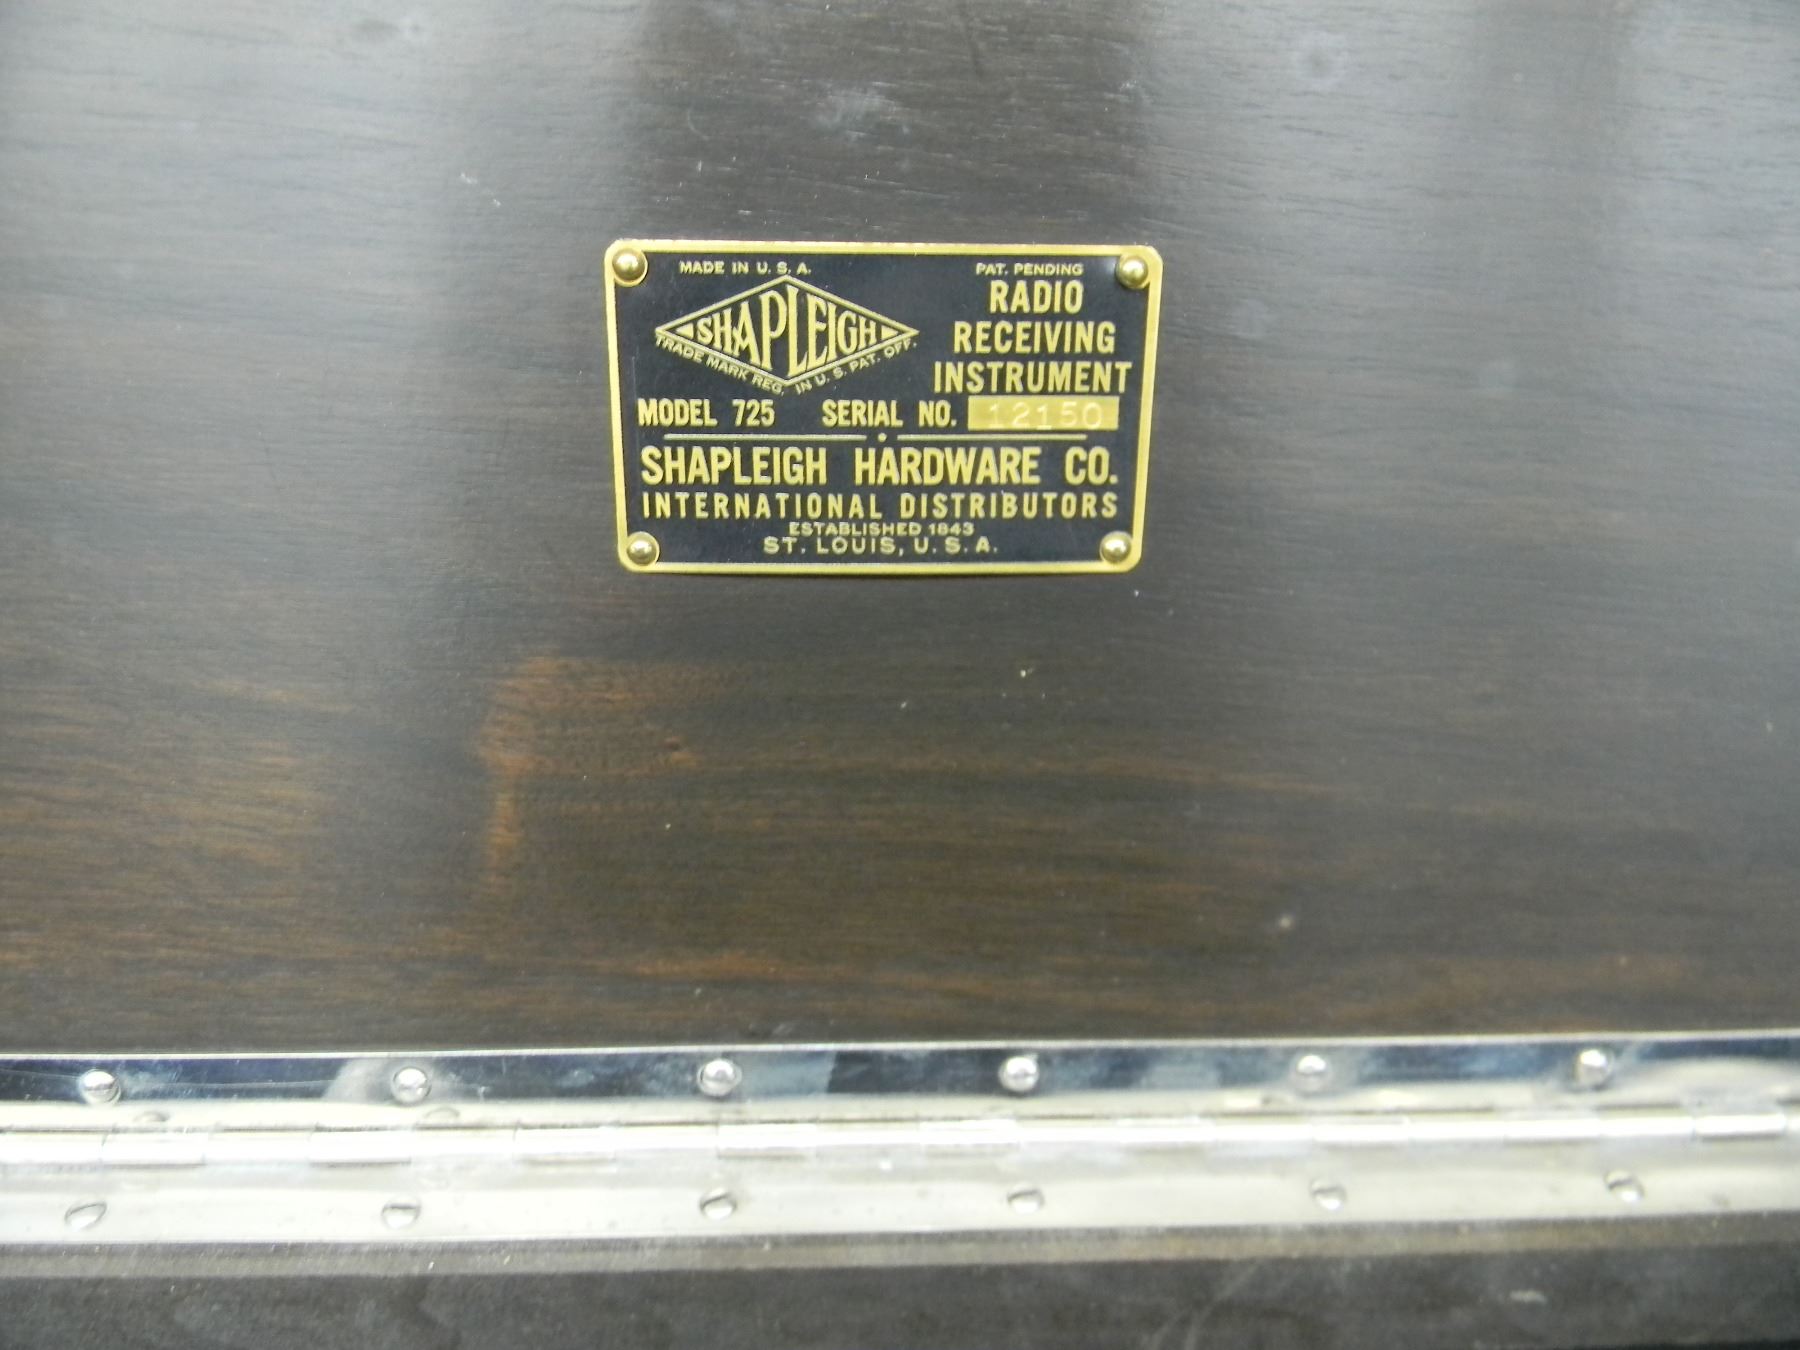 MADE IN U. S. A.
PAT. PENDING
SHAPLEIGH
TRADE MARK REG. IN U. S. PAT. OFF.
RADIO
RECEIVING
INSTRUMENT
MODEL 725 SERIAL NO. 12150
SHAPLEIGH HARDWARE CO.
INTERNATIONAL DISTRIBUTORS
ESTABLISHED 1843
ST. LOUIS, U. S. A.